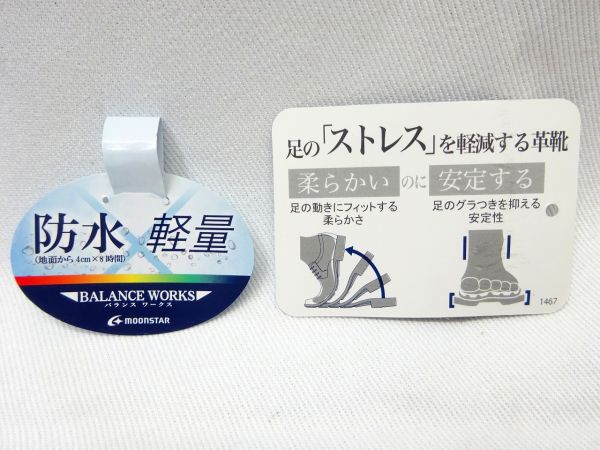 防水×軽量
(地面から4cm×8時間)
BALANCE WORKS
バランス ワークス
MOONSTAR
足の「ストレス」を軽減する革靴
柔らかい のに 安定する
足の動きにフィットする
柔らかさ
足のグラつきを抑える
安定性
1467